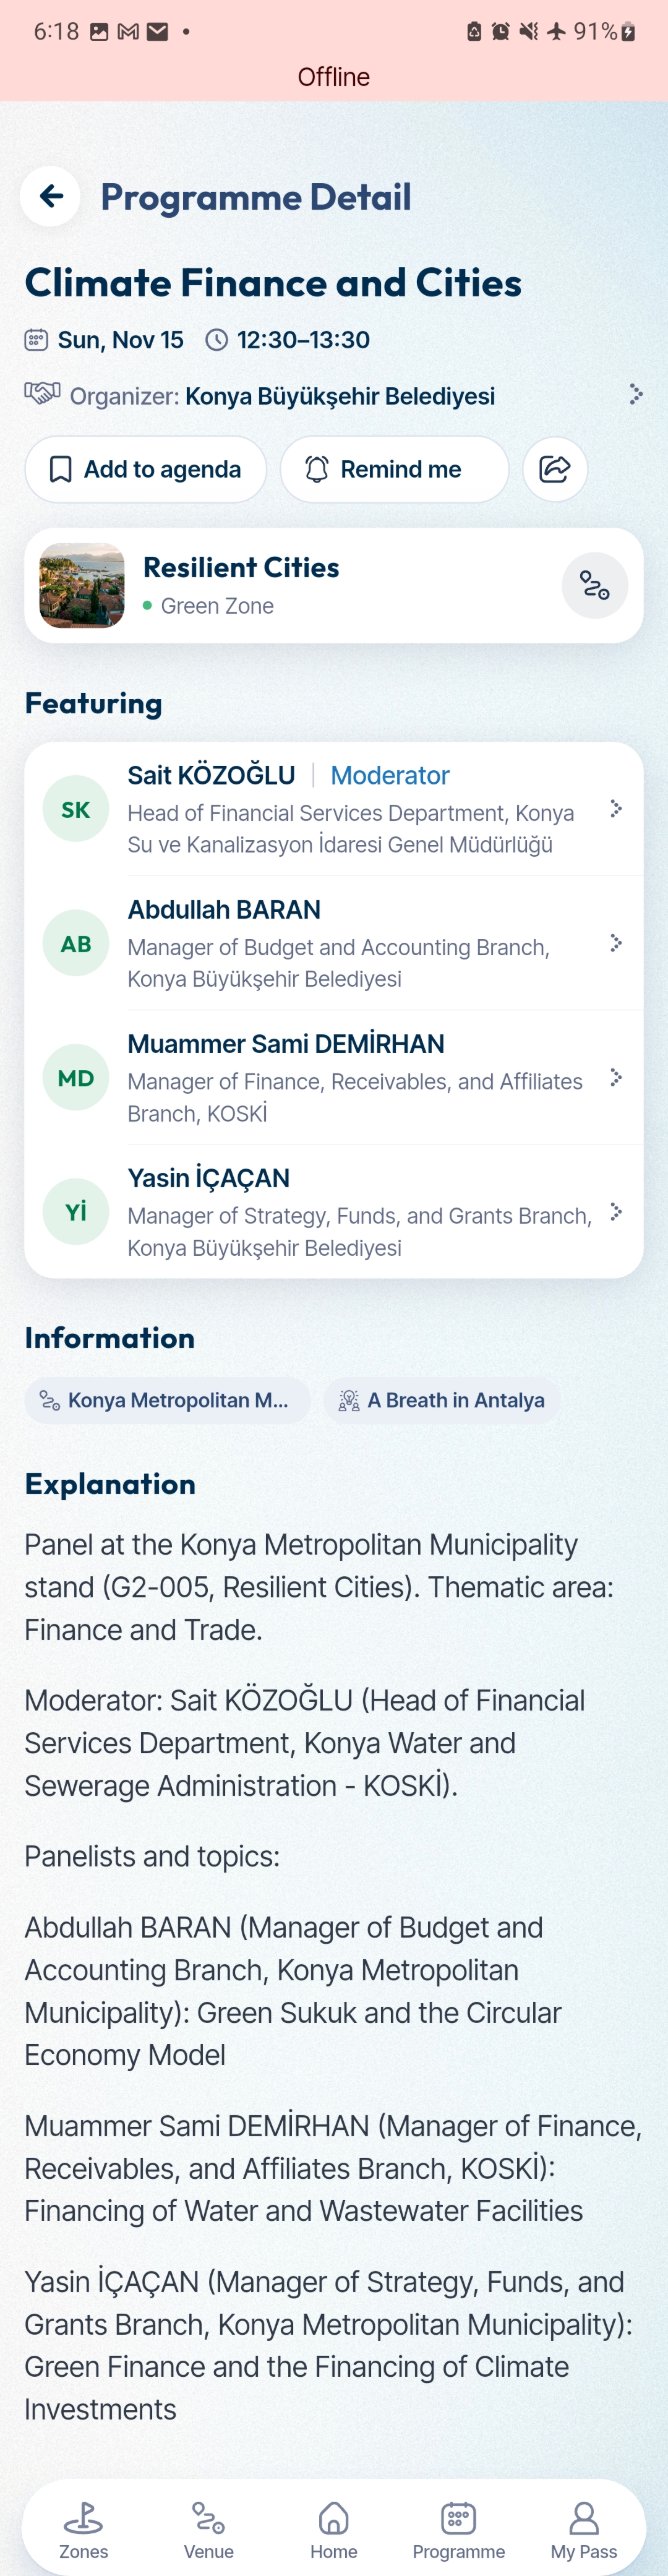 6:18
91%
Offline
Programme Detail
Climate Finance and Cities
Sun, Nov 15 12:30–13:30
Organizer: Konya Büyükşehir Belediyesi
Add to agenda Remind me
Resilient Cities
Green Zone
Featuring
SK
Sait KÖZOĞLU | Moderator
Head of Financial Services Department, Konya
Su ve Kanalizasyon İdaresi Genel Müdürlüğü
AB
Abdullah BARAN
Manager of Budget and Accounting Branch,
Konya Büyükşehir Belediyesi
MD
Muammer Sami DEMİRHAN
Manager of Finance, Receivables, and Affiliates
Branch, KOSKİ
Yİ
Yasin İÇAÇAN
Manager of Strategy, Funds, and Grants Branch,
Konya Büyükşehir Belediyesi
Information
Konya Metropolitan M... A Breath in Antalya
Explanation
Panel at the Konya Metropolitan Municipality
stand (G2-005, Resilient Cities). Thematic area:
Finance and Trade.
Moderator: Sait KÖZOĞLU (Head of Financial
Services Department, Konya Water and
Sewerage Administration - KOSKİ).
Panelists and topics:
Abdullah BARAN (Manager of Budget and
Accounting Branch, Konya Metropolitan
Municipality): Green Sukuk and the Circular
Economy Model
Muammer Sami DEMİRHAN (Manager of Finance,
Receivables, and Affiliates Branch, KOSKİ):
Financing of Water and Wastewater Facilities
Yasin İÇAÇAN (Manager of Strategy, Funds, and
Grants Branch, Konya Metropolitan Municipality):
Green Finance and the Financing of Climate
Investments
Zones Venue Home Programme My Pass